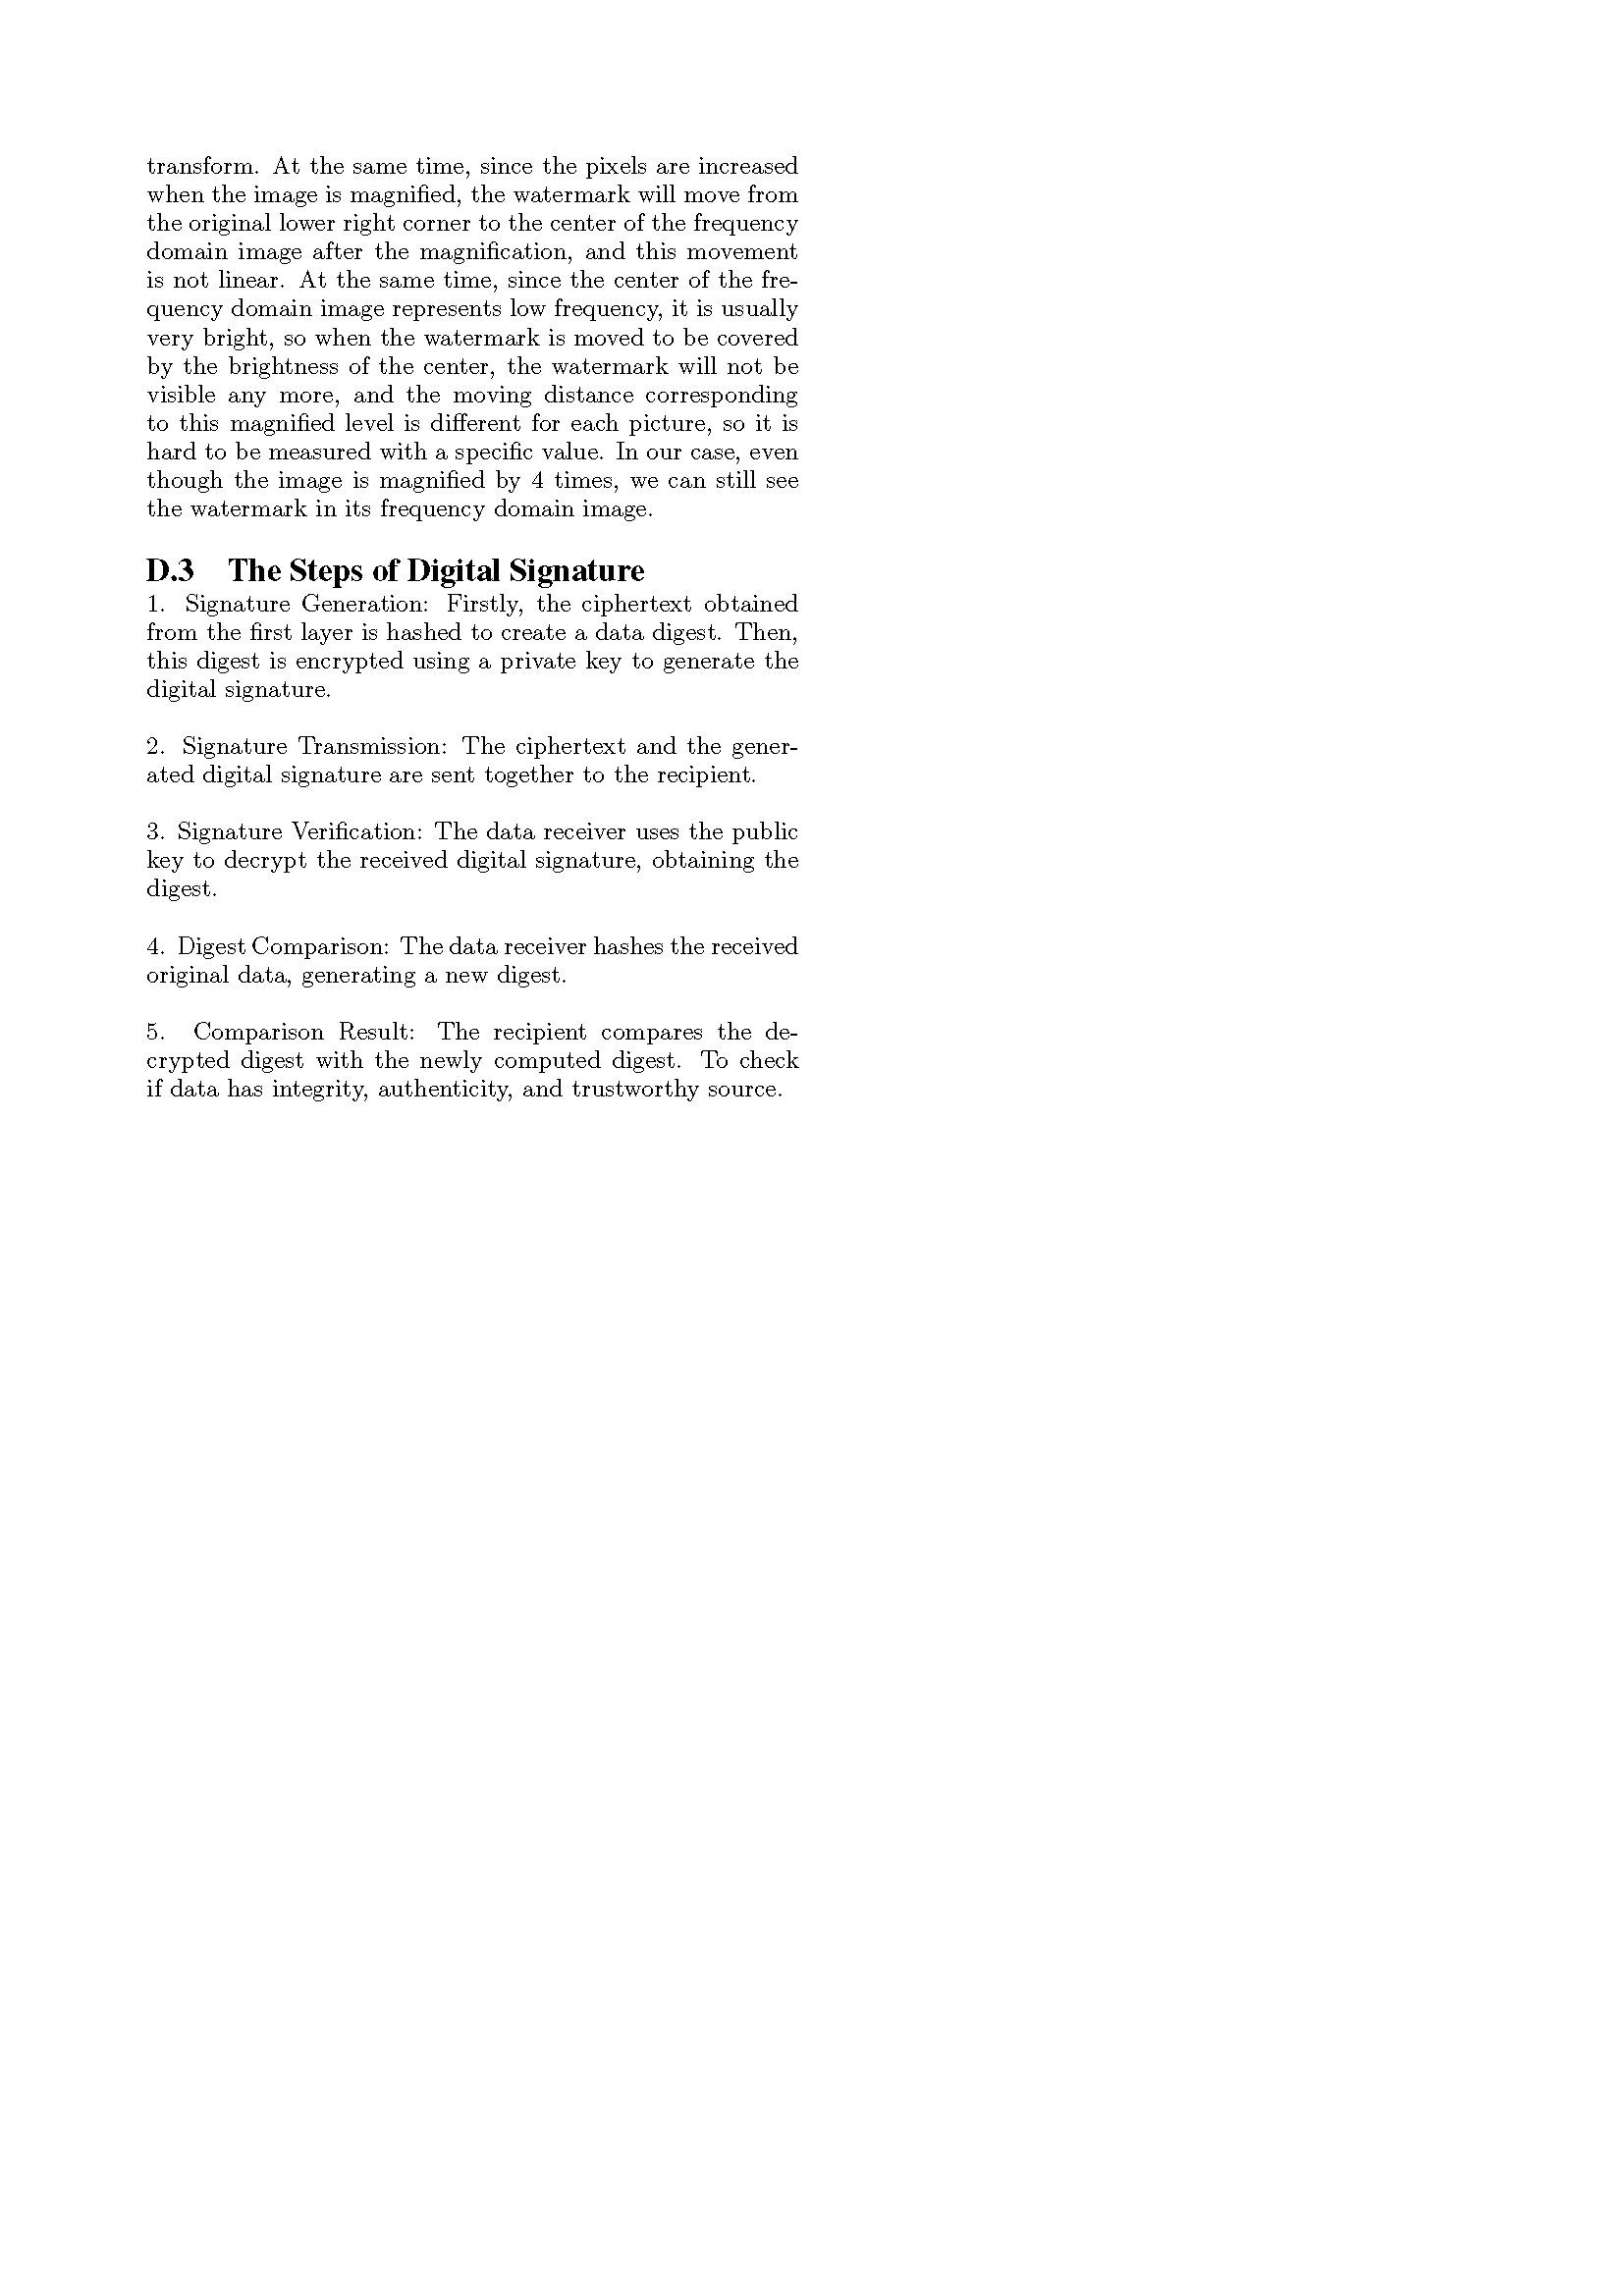 transform. At the same time, since the pixels are increased
when the image is magnified, the watermark will move from
the original lower right corner to the center of the frequency
domain image after the magnification, and this movement
is not linear. At the same time, since the center of the fre-
quency domain image represents low frequency, it is usually
very bright, so when the watermark is moved to be covered
by the brightness of the center, the watermark will not be
visible any more, and the moving distance corresponding
to this magnified level is different for each picture, so it is
hard to be measured with a specific value. In our case, even
though the image is magnified by 4 times, we can still see
the watermark in its frequency domain image.
D.3 The Steps of Digital Signature
1. Signature Generation: Firstly, the ciphertext obtained
from the first layer is hashed to create a data digest. Then,
this digest is encrypted using a private key to generate the
digital signature.
2. Signature Transmission: The ciphertext and the gener-
ated digital signature are sent together to the recipient.
3. Signature Verification: The data receiver uses the public
key to decrypt the received digital signature, obtaining the
digest.
4. Digest Comparison: The data receiver hashes the received
original data, generating a new digest.
5. Comparison Result: The recipient compares the de-
crypted digest with the newly computed digest. To check
if data has integrity, authenticity, and trustworthy source.